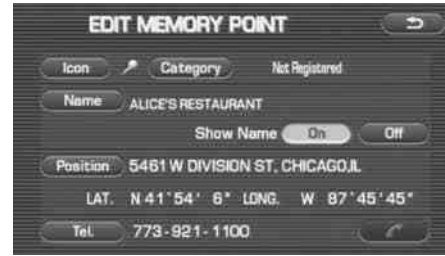 EDIT MEMORY POINT
Icon Category Not Registered
Name ALICE'S RESTAURANT
Show Name On Off
Position 5461 W DIVISION ST, CHICAGO,IL
LAT. N 41°54' 6" LONG. W 87°45'45"
Tel. 773-921-1100